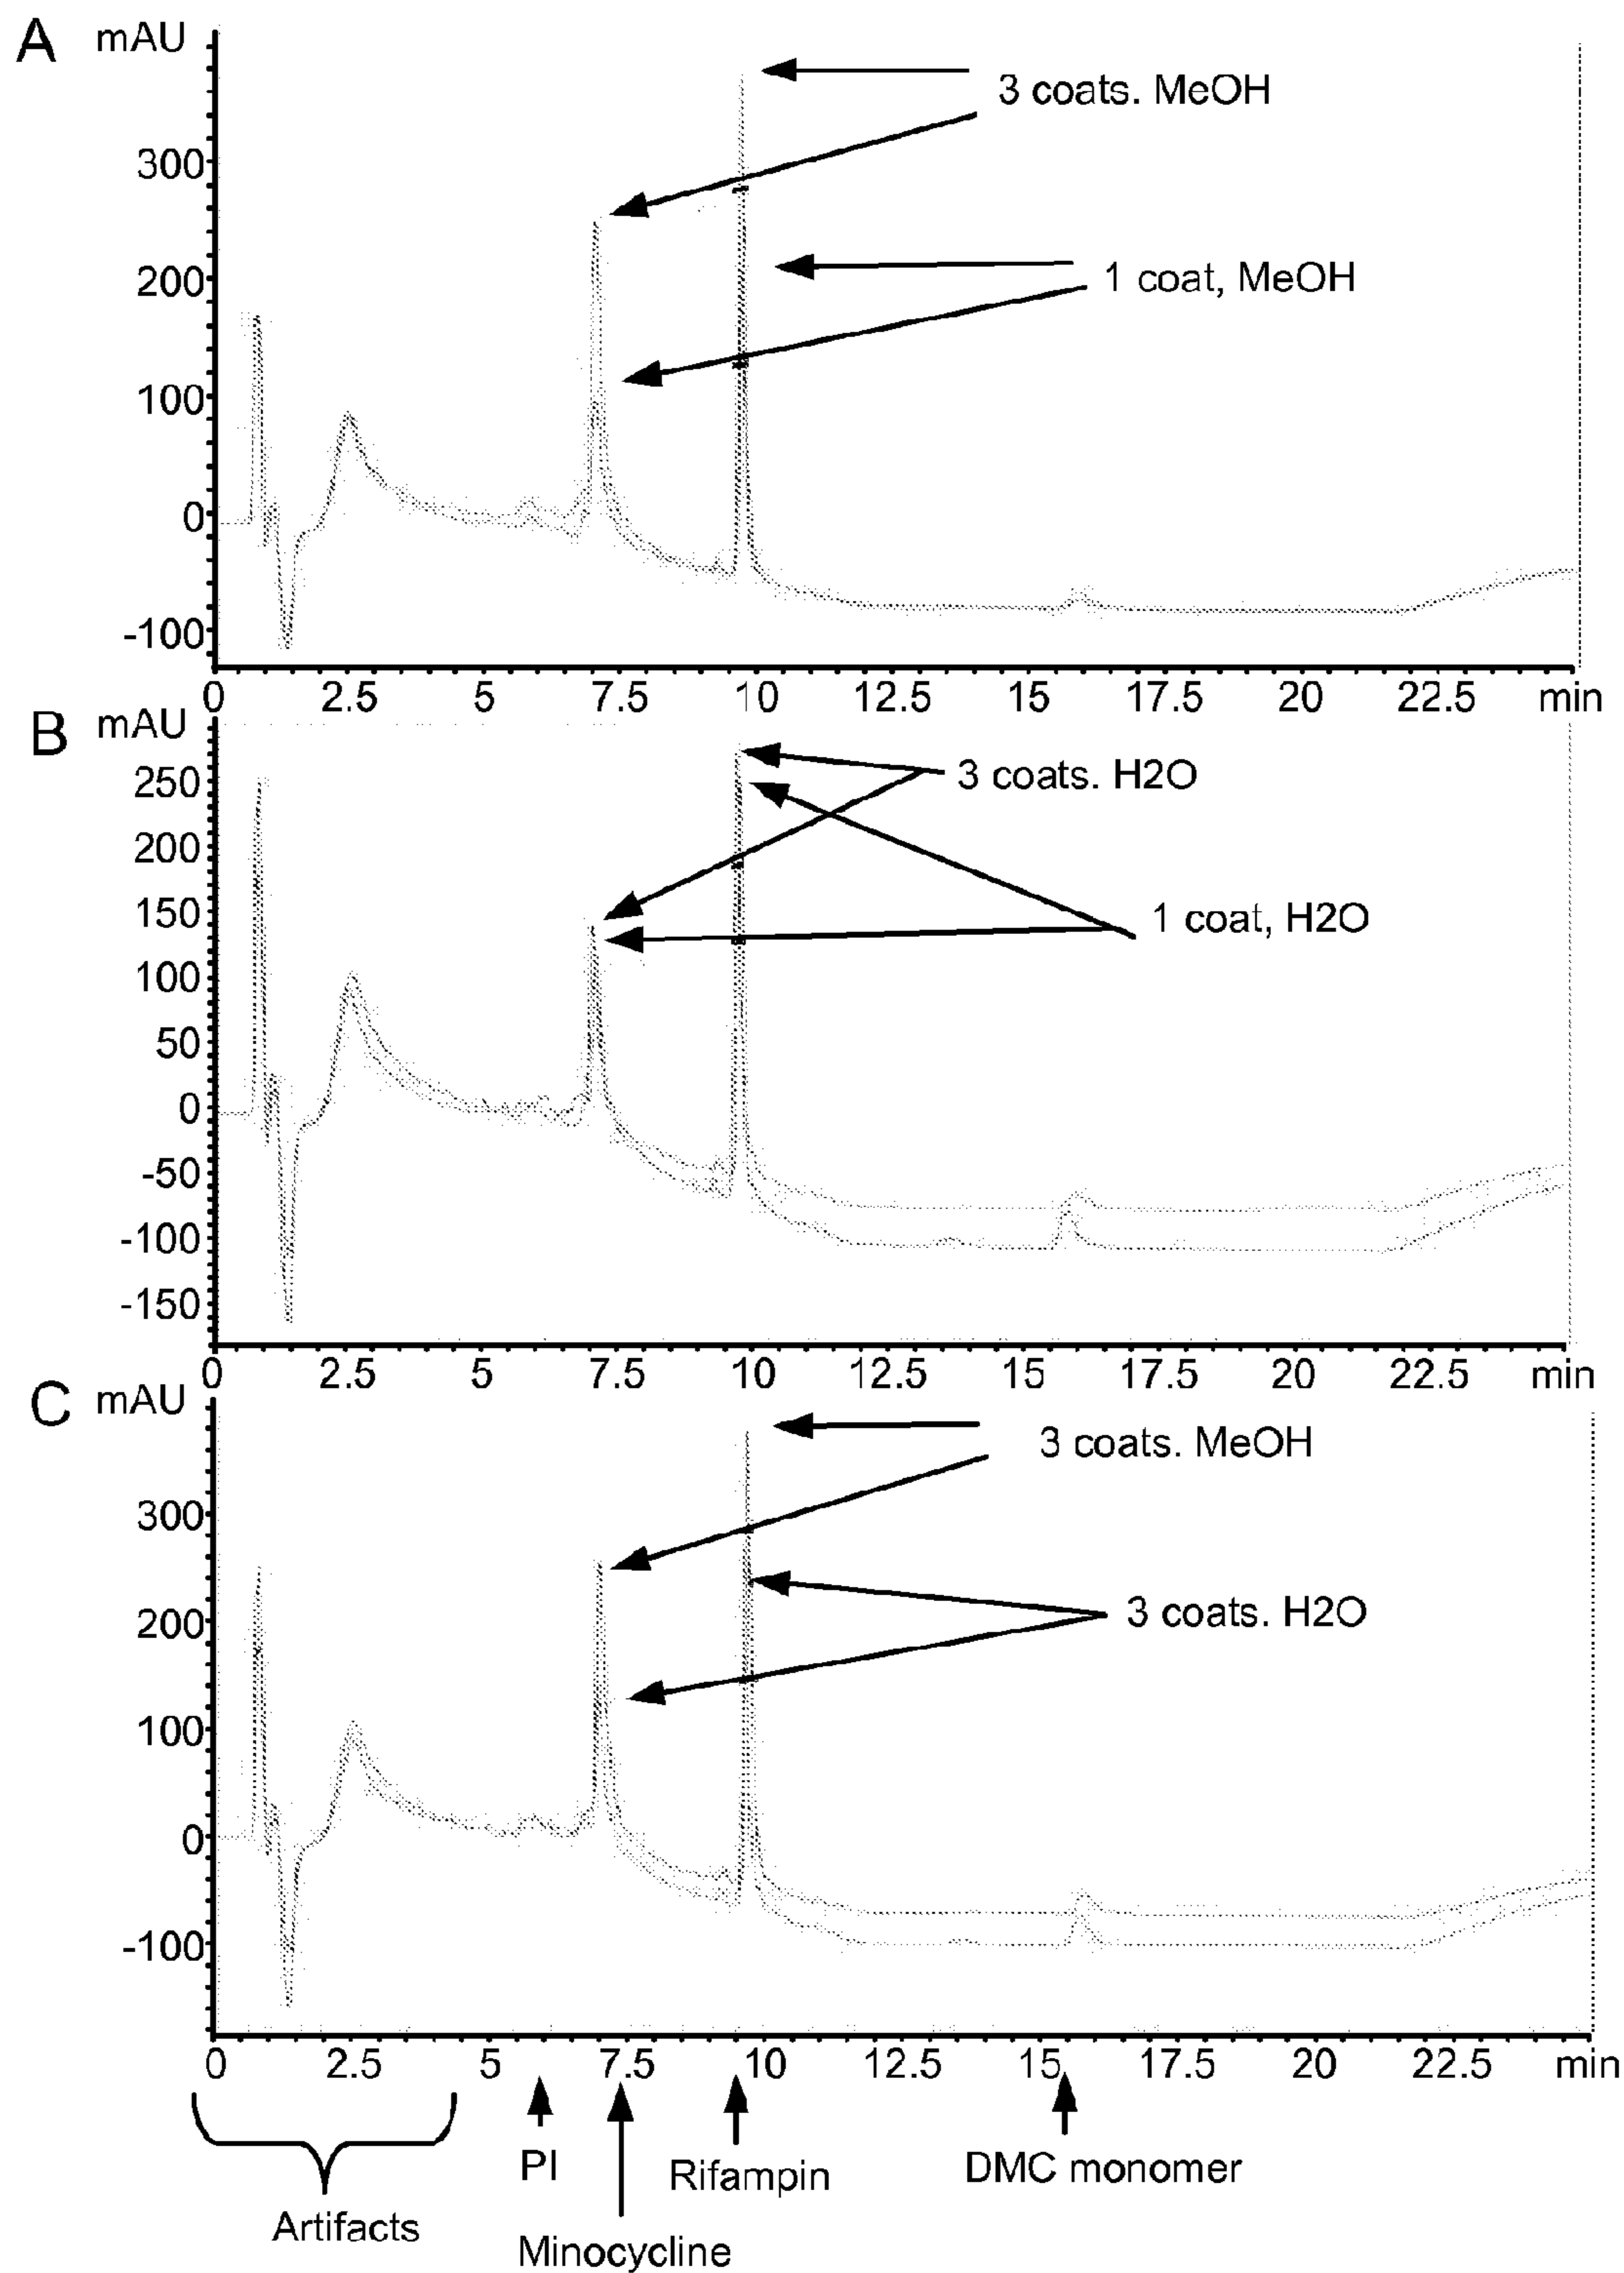 A
mAU
3 coats. MeOH
300
1 coat, MeOH
200
100
0
-100
0 2.5 5 7.5 10 12.5 15 17.5 20 22.5 min
B
mAU
3 coats. H2O
250
200
150
1 coat, H2O
100
50
0
-50
-100
-150
0 2.5 5 7.5 10 12.5 15 17.5 20 22.5 min
C
mAU
3 coats. MeOH
300
200
3 coats. H2O
100
0
-100
0 2.5 5 7.5 10 12.5 15 17.5 20 22.5 min
PI
Rifampin
DMC monomer
Artifacts
Minocycline